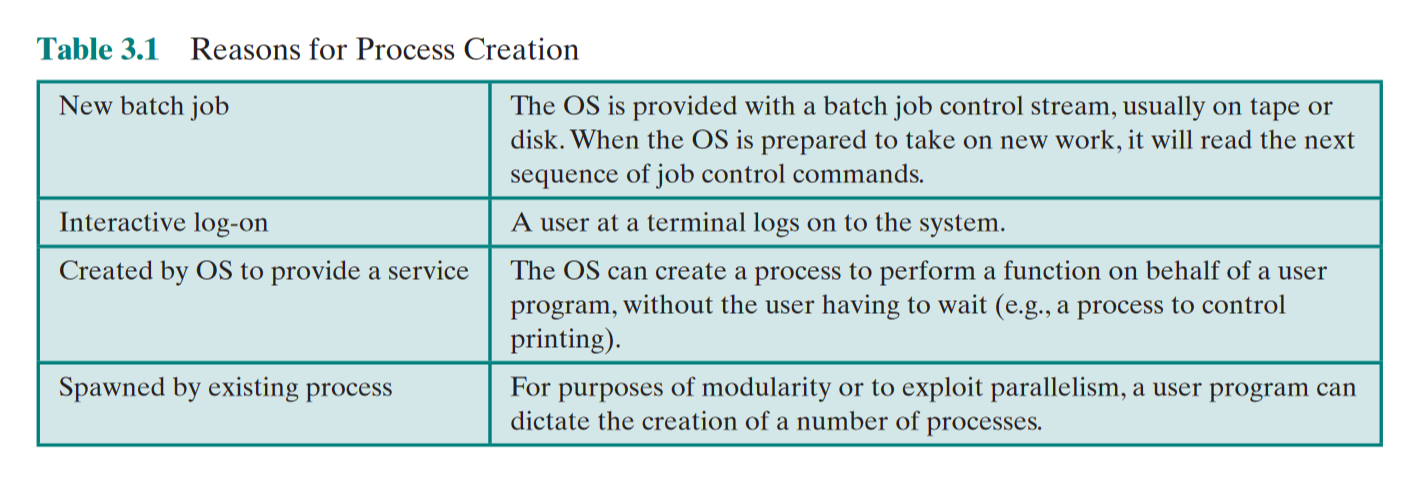 Table 3.1 Reasons for Process Creation
New batch job
The OS is provided with a batch job control stream, usually on tape or
disk. When the OS is prepared to take on new work, it will read the next
sequence of job control commands.
Interactive log-on
A user at a terminal logs on to the system.
Created by OS to provide a service
The OS can create a process to perform a function on behalf of a user
program, without the user having to wait (e.g., a process to control
printing).
Spawned by existing process
For purposes of modularity or to exploit parallelism, a user program can
dictate the creation of a number of processes.